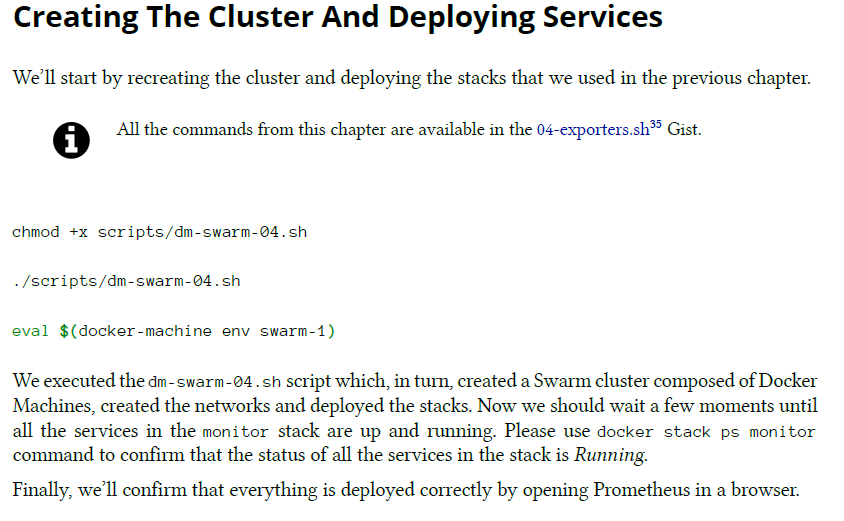 Creating The Cluster And Deploying Services
We’ll start by recreating the cluster and deploying the stacks that we used in the previous chapter.
All the commands from this chapter are available in the 04-exporters.sh³⁵ Gist.
chmod +x scripts/dm-swarm-04.sh
./scripts/dm-swarm-04.sh
eval $(docker-machine env swarm-1)
We executed the dm-swarm-04.sh script which, in turn, created a Swarm cluster composed of Docker
Machines, created the networks and deployed the stacks. Now we should wait a few moments until
all the services in the monitor stack are up and running. Please use docker stack ps monitor
command to confirm that the status of all the services in the stack is Running.
Finally, we’ll confirm that everything is deployed correctly by opening Prometheus in a browser.